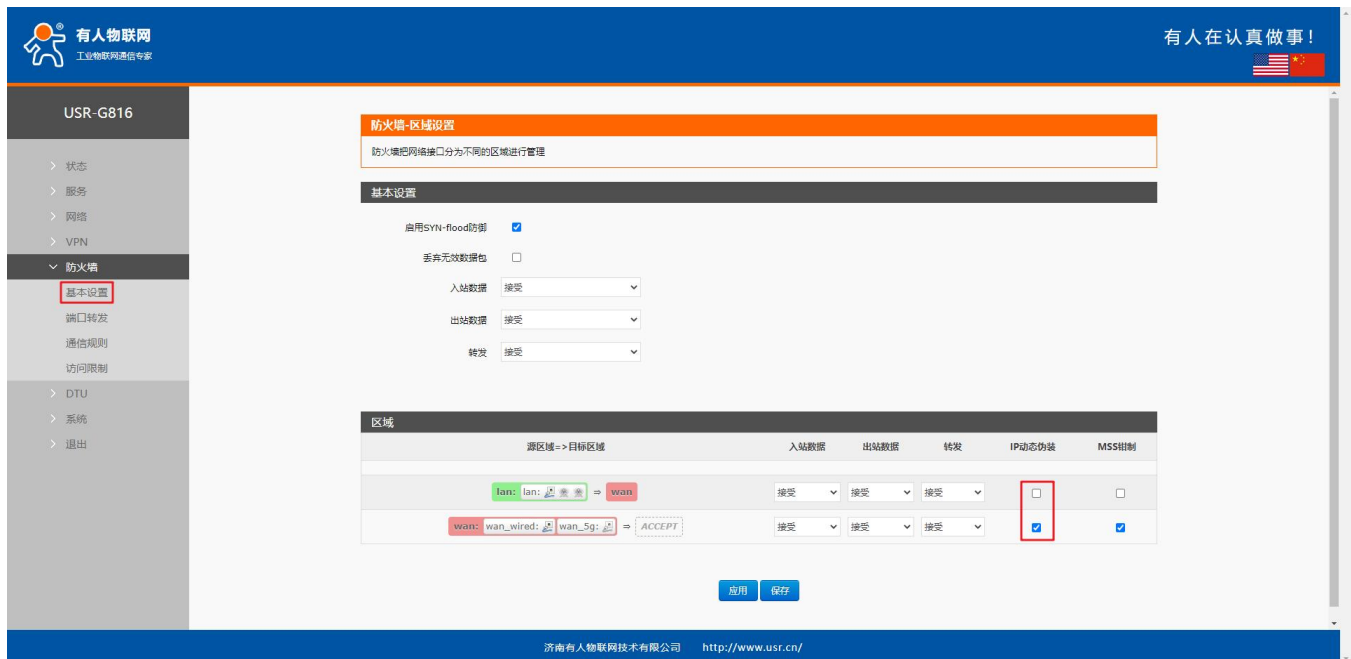 有人物联网
®
工业物联网通信专家
有人在认真做事!
USR-G816
状态
服务
网络
VPN
防火墙
基本设置
端口转发
通信规则
访问限制
DTU
系统
退出
防火墙-区域设置
防火墙把网络接口分为不同的区域进行管理
基本设置
启用SYN-flood防御
丢弃无效数据包
入站数据 接受
出站数据 接受
转发 接受
区域
源区域=>目标区域 入站数据 出站数据 转发 IP动态伪装 MSS钳制
lan: lan: ⇒ wan 接受 接受 接受
wan: wan_wired: wan_5g: ⇒ ACCEPT 接受 接受 接受
应用 保存
济南有人物联网技术有限公司 http://www.usr.cn/